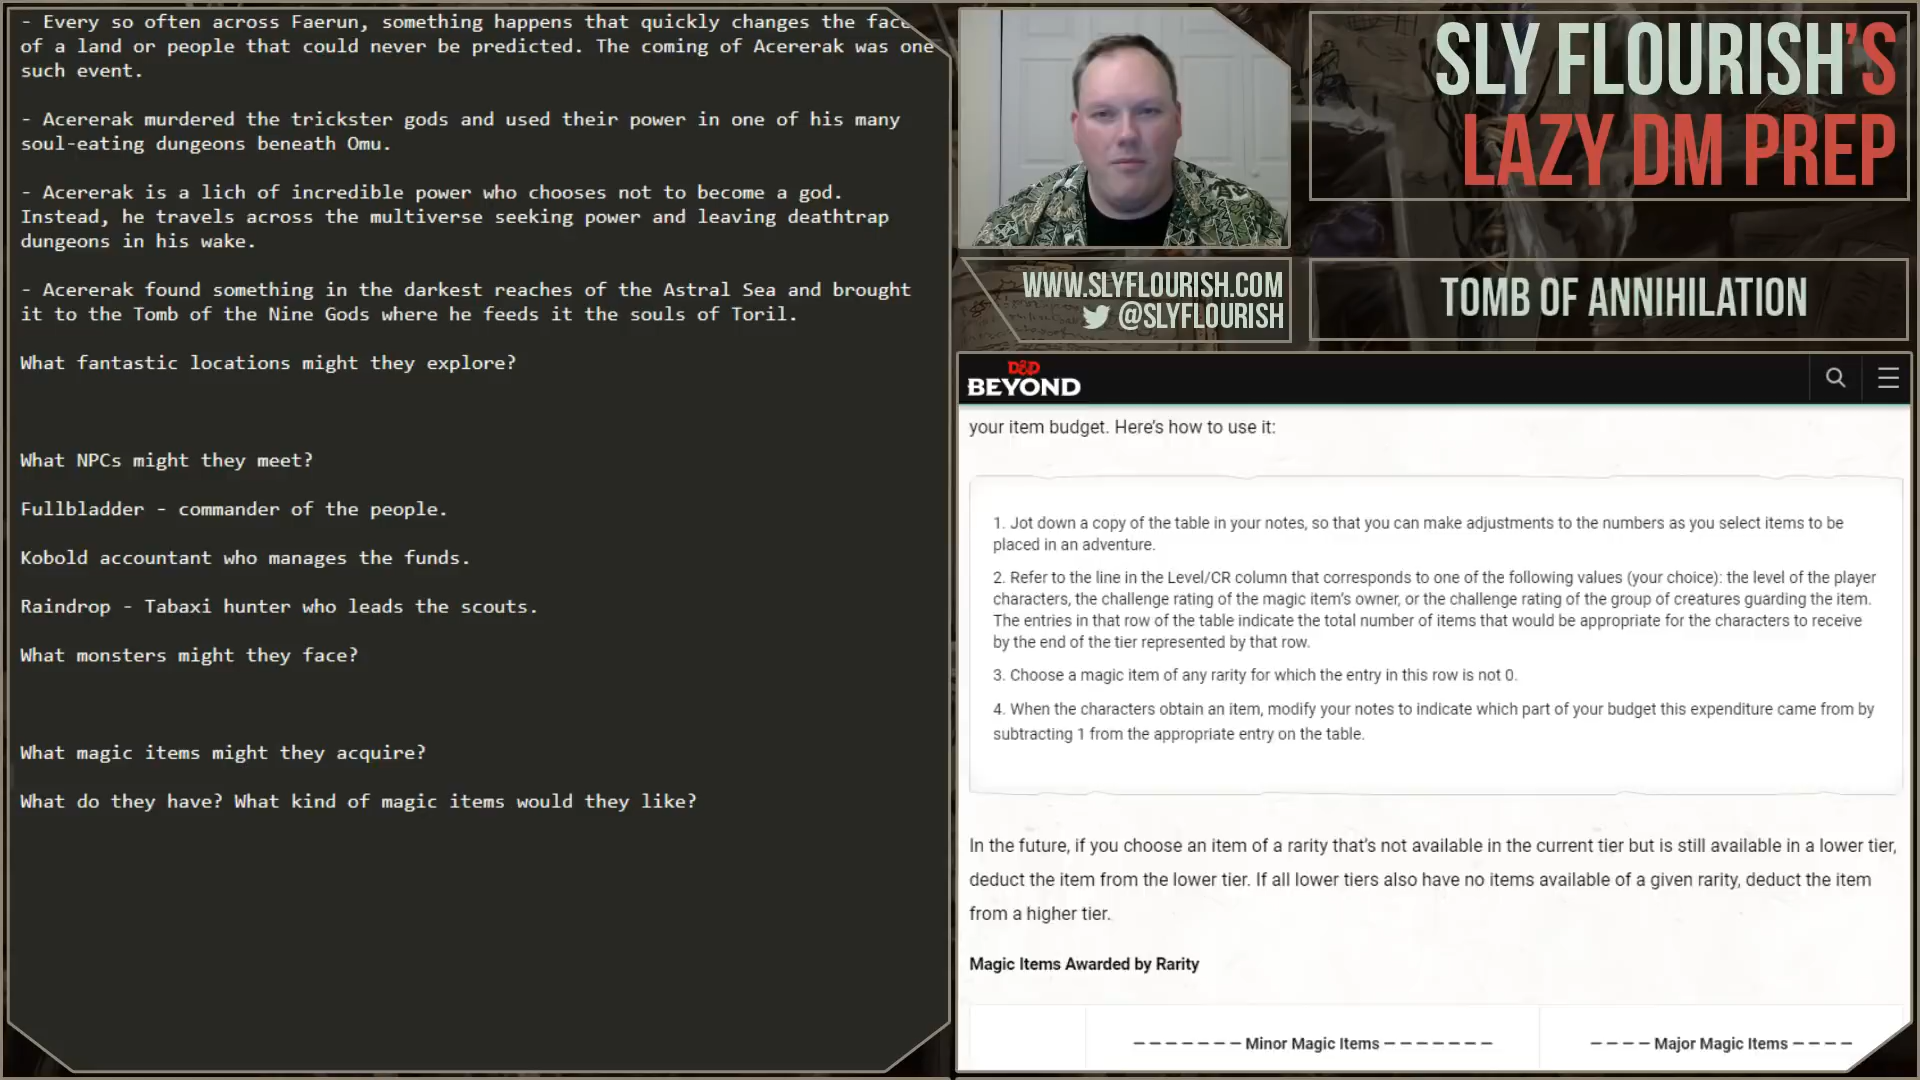 - Every so often across Faerun, something happens that quickly changes the face
of a land or people that could never be predicted. The coming of Acererak was one
such event.
- Acererak murdered the trickster gods and used their power in one of his many
soul-eating dungeons beneath Omu.
- Acererak is a lich of incredible power who chooses not to become a god.
Instead, he travels across the multiverse seeking power and leaving deathtrap
dungeons in his wake.
- Acererak found something in the darkest reaches of the Astral Sea and brought
it to the Tomb of the Nine Gods where he feeds it the souls of Toril.
What fantastic locations might they explore?
What NPCs might they meet?
Fullbladder - commander of the people.
Kobold accountant who manages the funds.
Raindrop - Tabaxi hunter who leads the scouts.
What monsters might they face?
What magic items might they acquire?
What do they have? What kind of magic items would they like?
SLY FLOURISH'S
LAZY DM PREP
WWW.SLYFLOURISH.COM
@SLYFLOURISH
TOMB OF ANNIHILATION
D&D
BEYOND
your item budget. Here's how to use it:
1. Jot down a copy of the table in your notes, so that you can make adjustments to the numbers as you select items to be
placed in an adventure.
2. Refer to the line in the Level/CR column that corresponds to one of the following values (your choice): the level of the player
characters, the challenge rating of the magic item's owner, or the challenge rating of the group of creatures guarding the item.
The entries in that row of the table indicate the total number of items that would be appropriate for the characters to receive
by the end of the tier represented by that row.
3. Choose a magic item of any rarity for which the entry in this row is not 0.
4. When the characters obtain an item, modify your notes to indicate which part of your budget this expenditure came from by
subtracting 1 from the appropriate entry on the table.
In the future, if you choose an item of a rarity that's not available in the current tier but is still available in a lower tier,
deduct the item from the lower tier. If all lower tiers also have no items available of a given rarity, deduct the item
from a higher tier.
Magic Items Awarded by Rarity
– – – – – – – Minor Magic Items – – – – – – –
– – – – Major Magic Items – – – –